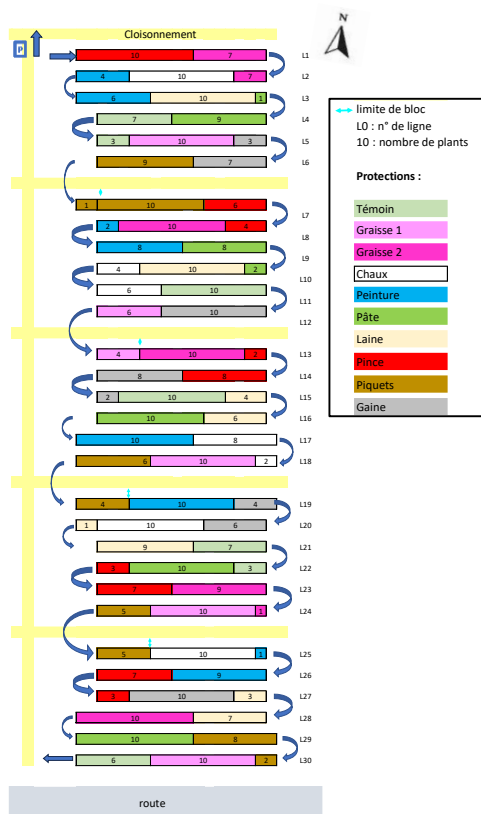 Cloisonnement
N
P
10 7 L1
4 10 7 L2
6 10 1 L3
7 9 L4
3 10 3 L5
9 7 L6
1 10 6 L7
2 10 4 L8
8 8 L9
4 10 2 L10
6 10 L11
6 10 L12
4 10 2 L13
8 8 L14
2 10 4 L15
10 6 L16
10 8 L17
6 10 2 L18
4 10 4 L19
1 10 6 L20
9 7 L21
3 10 3 L22
7 9 L23
5 10 1 L24
5 10 1 L25
7 9 L26
3 10 3 L27
10 7 L28
10 8 L29
6 10 2 L30
route
limite de bloc
L0 : n° de ligne
10 : nombre de plants
Protections :
Témoin
Graisse 1
Graisse 2
Chaux
Peinture
Pâte
Laine
Pince
Piquets
Gaine